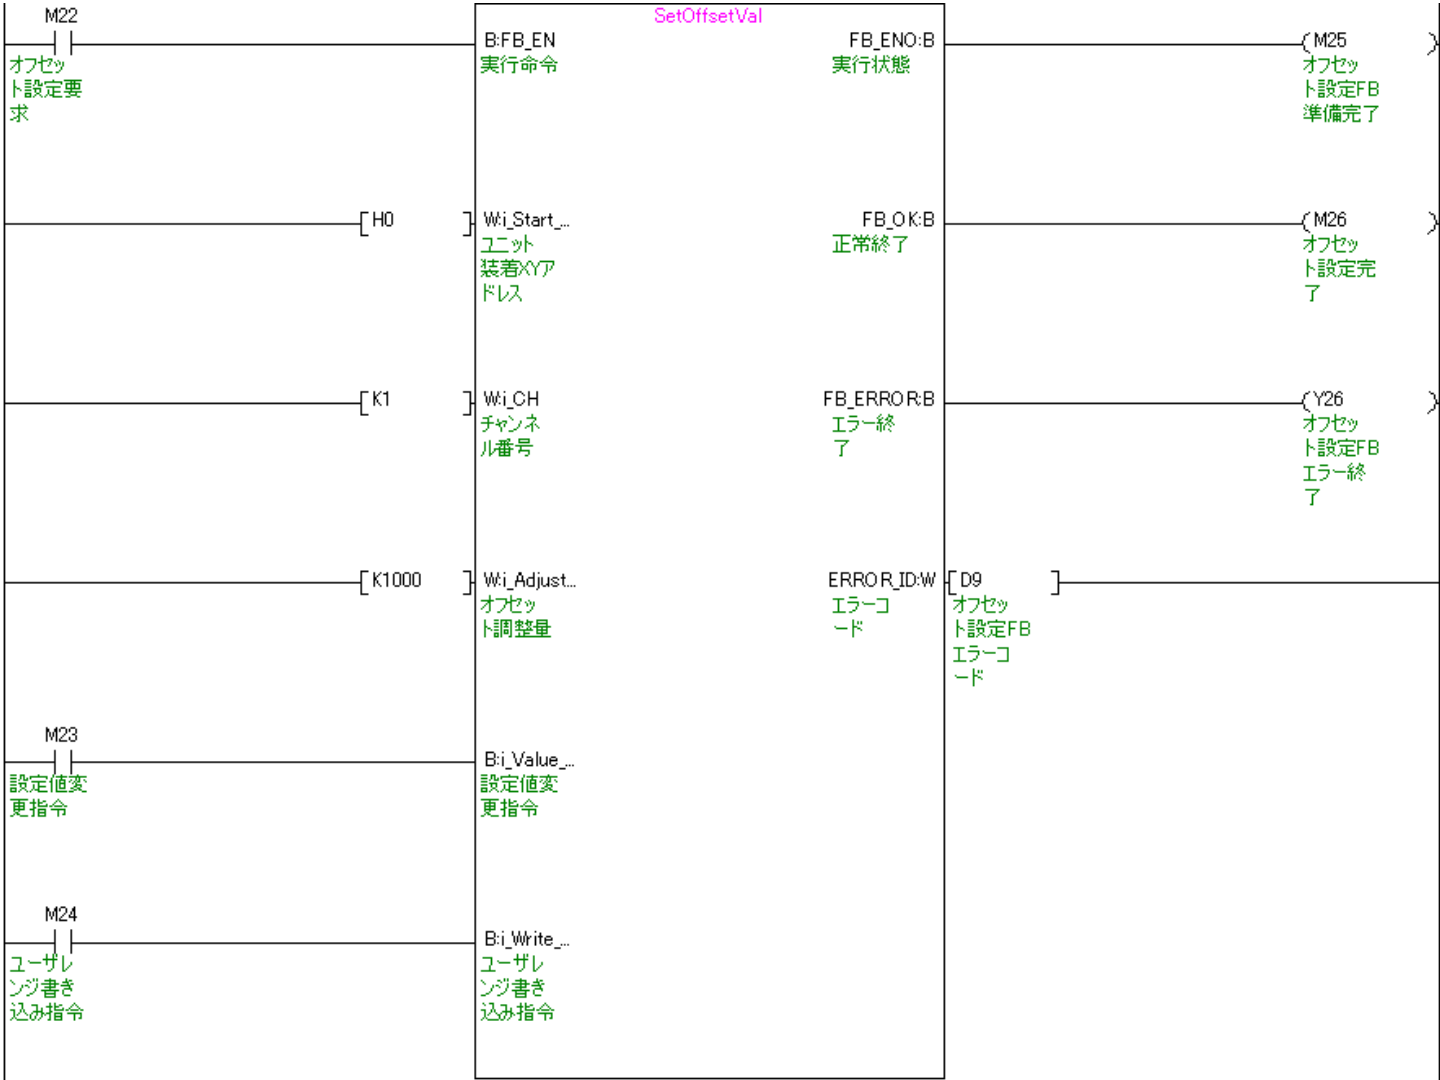 SetOffsetVal
M22
オフセッ
ト設定要
求
B:FB_EN
実行命令
FB_ENO:B
実行状態
M25
オフセッ
ト設定FB
準備完了
H0
W:i_Start_...
ユニット
装着XYア
ドレス
FB_OK:B
正常終了
M26
オフセッ
ト設定完
了
K1
W:i_CH
チャンネ
ル番号
FB_ERROR:B
エラー終
了
Y26
オフセッ
ト設定FB
エラー終
了
K1000
W:i_Adjust...
オフセッ
ト調整量
ERROR_ID:W
エラーコ
ード
D9
オフセッ
ト設定FB
エラーコ
ード
M23
設定値変
更指令
B:i_Value_...
設定値変
更指令
M24
ユーザレ
ンジ書き
込み指令
B:i_Write_...
ユーザレ
ンジ書き
込み指令